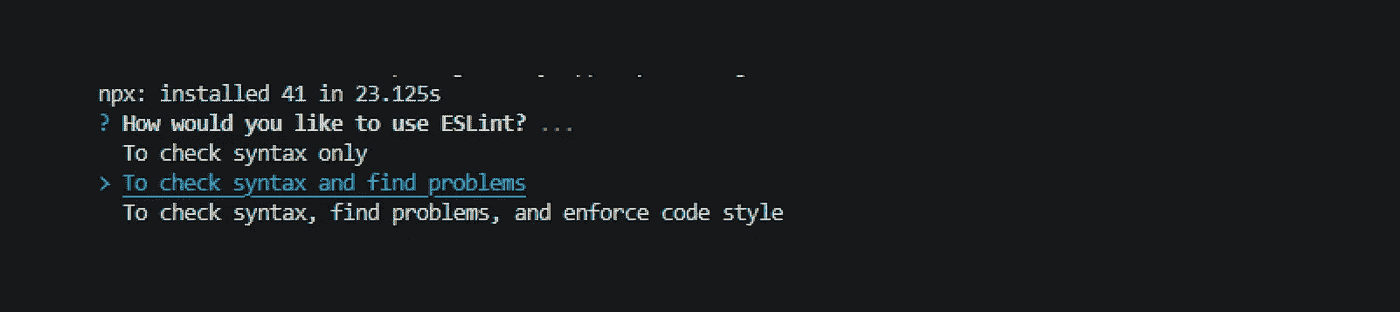 npx: installed 41 in 23.125s
? How would you like to use ESLint? ...
To check syntax only
> To check syntax and find problems
To check syntax, find problems, and enforce code style